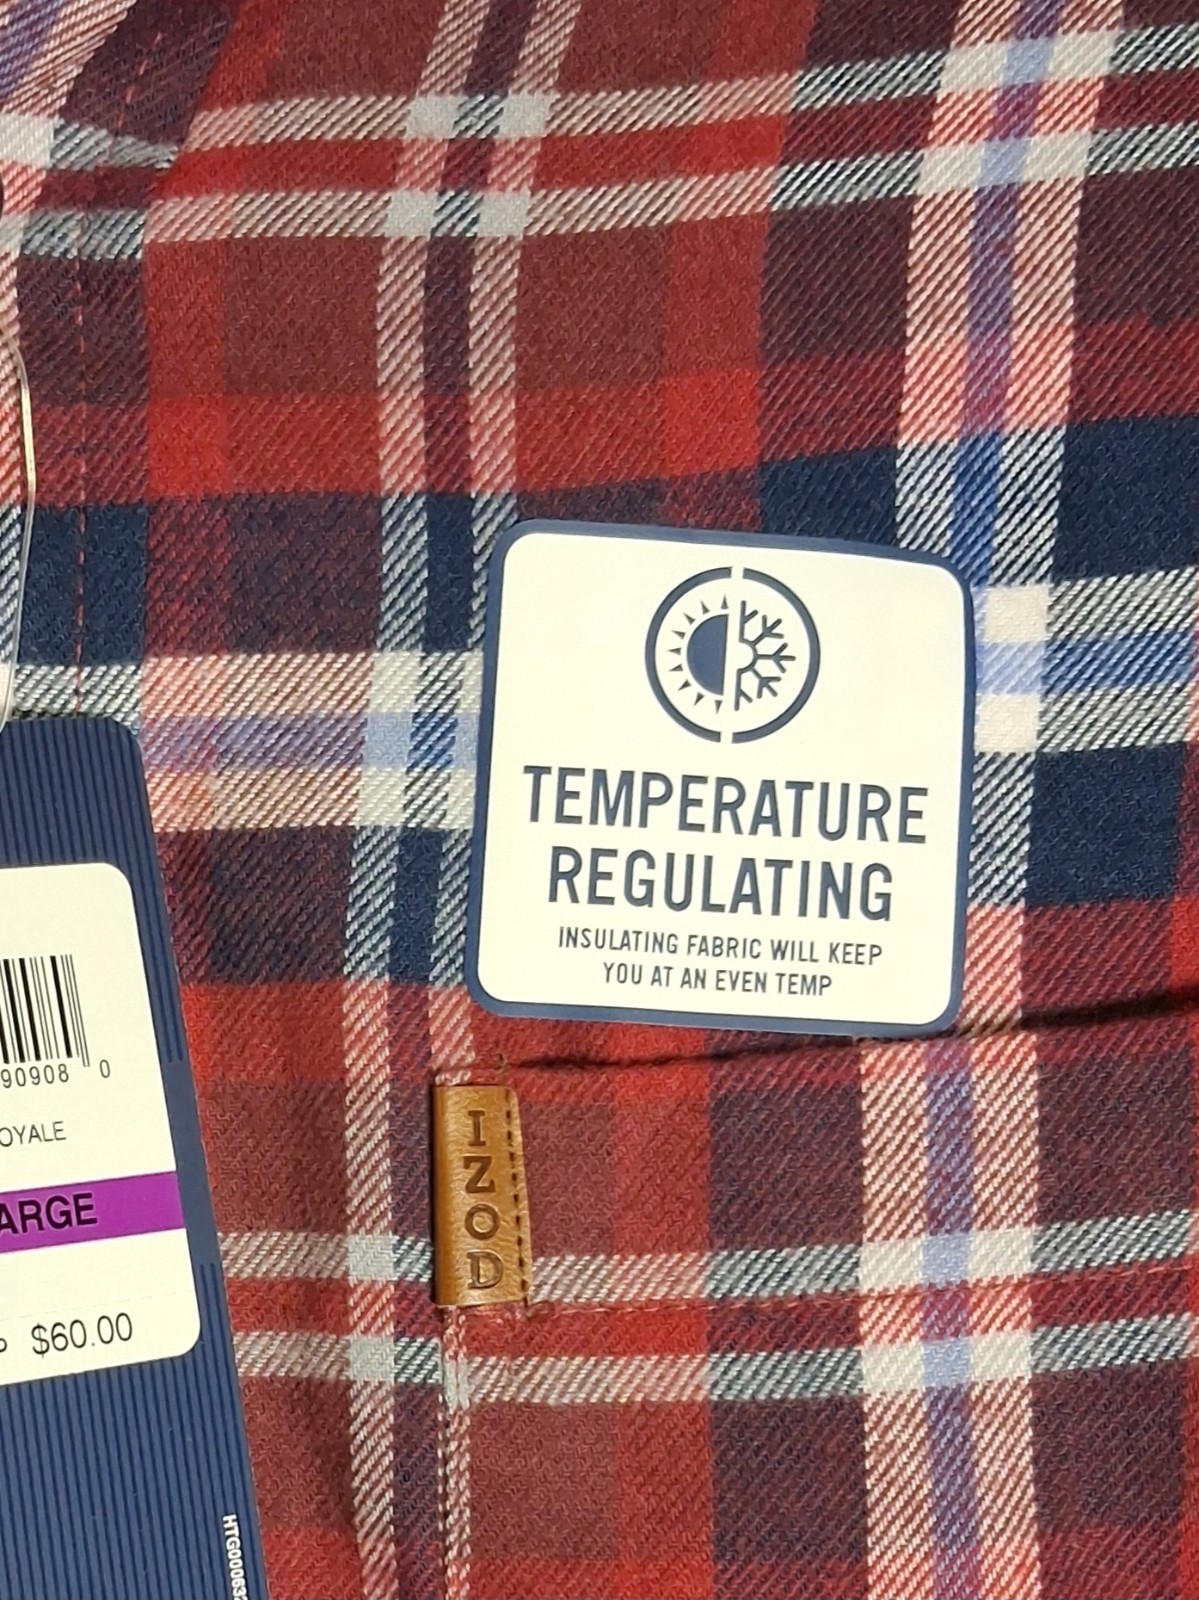 TEMPERATURE
REGULATING
INSULATING FABRIC WILL KEEP
YOU AT AN EVEN TEMP
IZOD
90908 0
OYALE
ARGE
$60.00